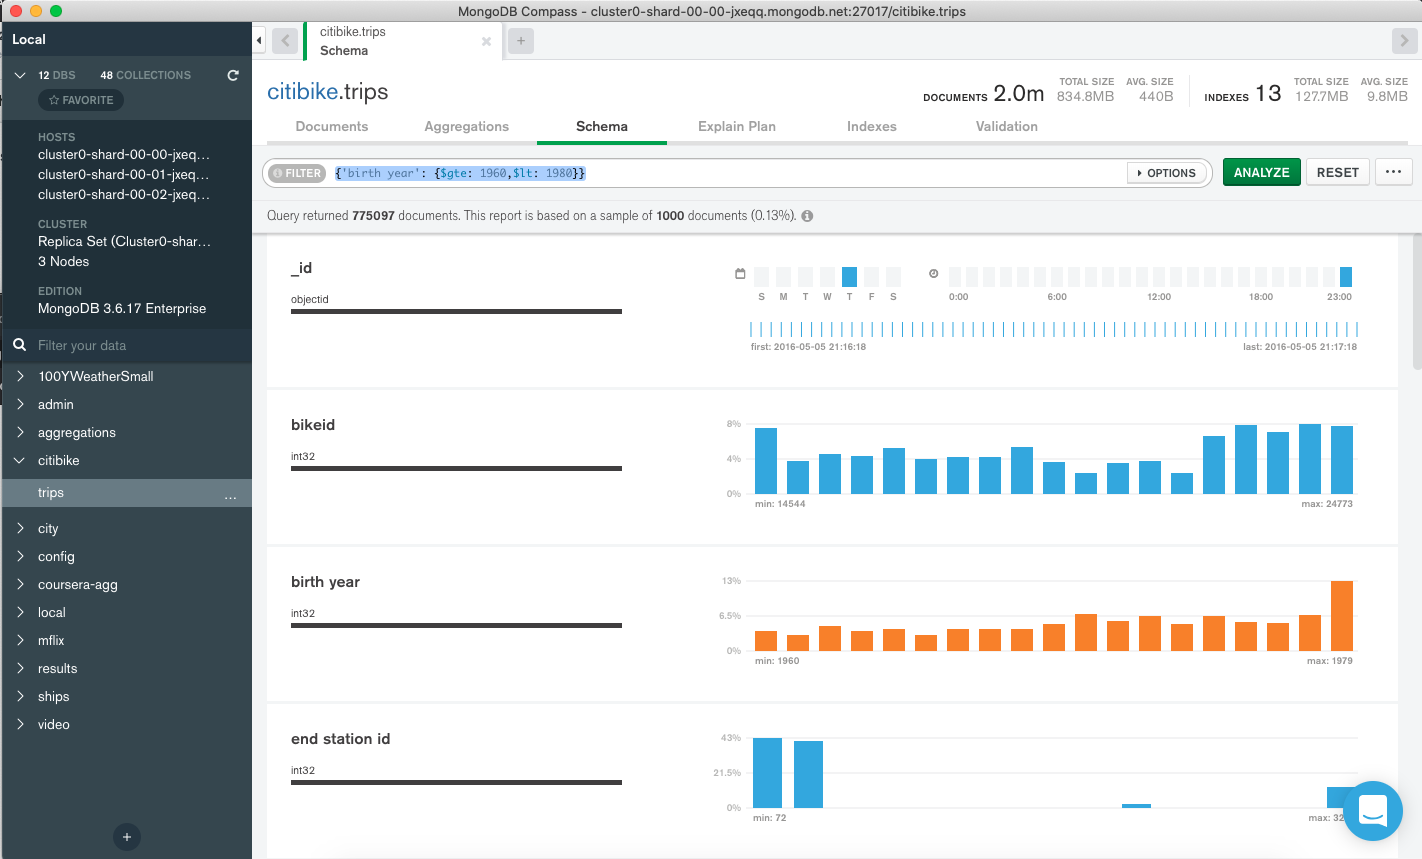 MongoDB Compass - cluster0-shard-00-00-jxeqq.mongodb.net:27017/citibike.trips
Local
12 DBS 48 COLLECTIONS
FAVORITE
HOSTS
cluster0-shard-00-00-jxeq...
cluster0-shard-00-01-jxeq...
cluster0-shard-00-02-jxeq...
CLUSTER
Replica Set (Cluster0-shar...
3 Nodes
EDITION
MongoDB 3.6.17 Enterprise
Filter your data
100YWeatherSmall
admin
aggregations
citibike
trips ...
city
config
coursera-agg
local
mflix
results
ships
video
+
citibike.trips
Schema
+
citibike.trips
DOCUMENTS 2.0m TOTAL SIZE 834.8MB AVG. SIZE 440B
INDEXES 13 TOTAL SIZE 127.7MB AVG. SIZE 9.8MB
Documents Aggregations Schema Explain Plan Indexes Validation
FILTER {'birth year': {$gte: 1960,$lt: 1980}} OPTIONS ANALYZE RESET ...
Query returned 775097 documents. This report is based on a sample of 1000 documents (0.13%).
_id
objectid
S M T W T F S
0:00 6:00 12:00 18:00 23:00
first: 2016-05-05 21:16:18 last: 2016-05-05 21:17:18
bikeid
int32
8%
4%
0%
min: 14544 max: 24773
birth year
int32
13%
6.5%
0%
min: 1960 max: 1979
end station id
int32
43%
21.5%
0%
min: 72 max: 32